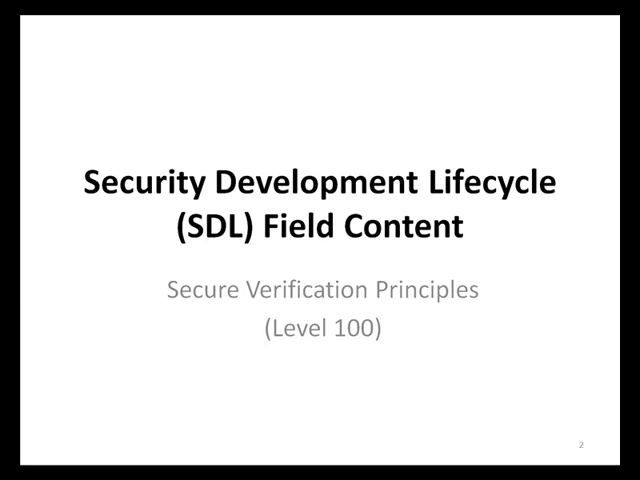 Security Development Lifecycle
(SDL) Field Content
Secure Verification Principles
(Level 100)
2